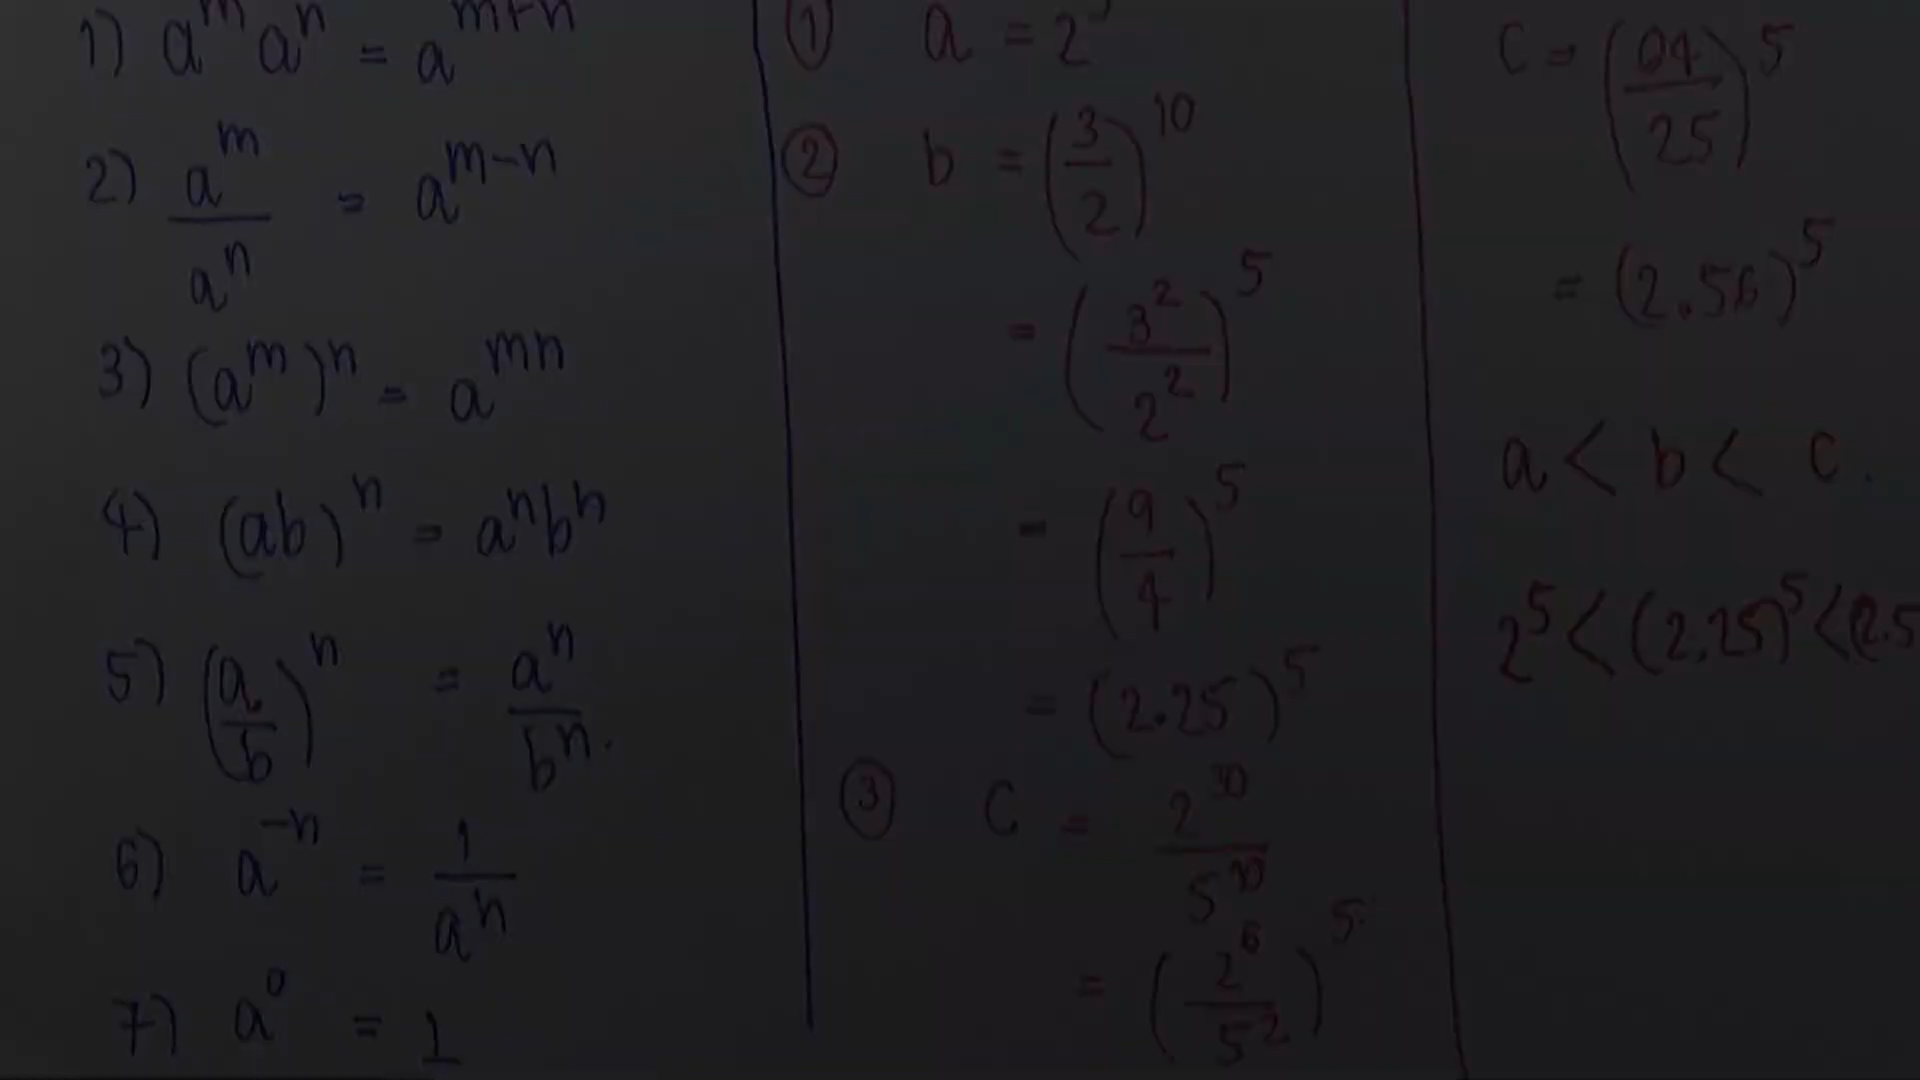 1) a^m a^n = a^(m+n)
2) a^m / a^n = a^(m-n)
3) (a^m)^n = a^(mn)
4) (ab)^n = a^n b^n
5) (a/b)^n = a^n / b^n.
6) a^(-n) = 1 / a^n
7) a^0 = 1
① a = 2^5
② b = (3/2)^10
= (3^2 / 2^2)^5
= (9/4)^5
= (2.25)^5
③ C = 2^30 / 5^10
= (2^6 / 5^2)^5
C = (64/25)^5
= (2.56)^5
a < b < c.
2^5 < (2.25)^5 < (2.5